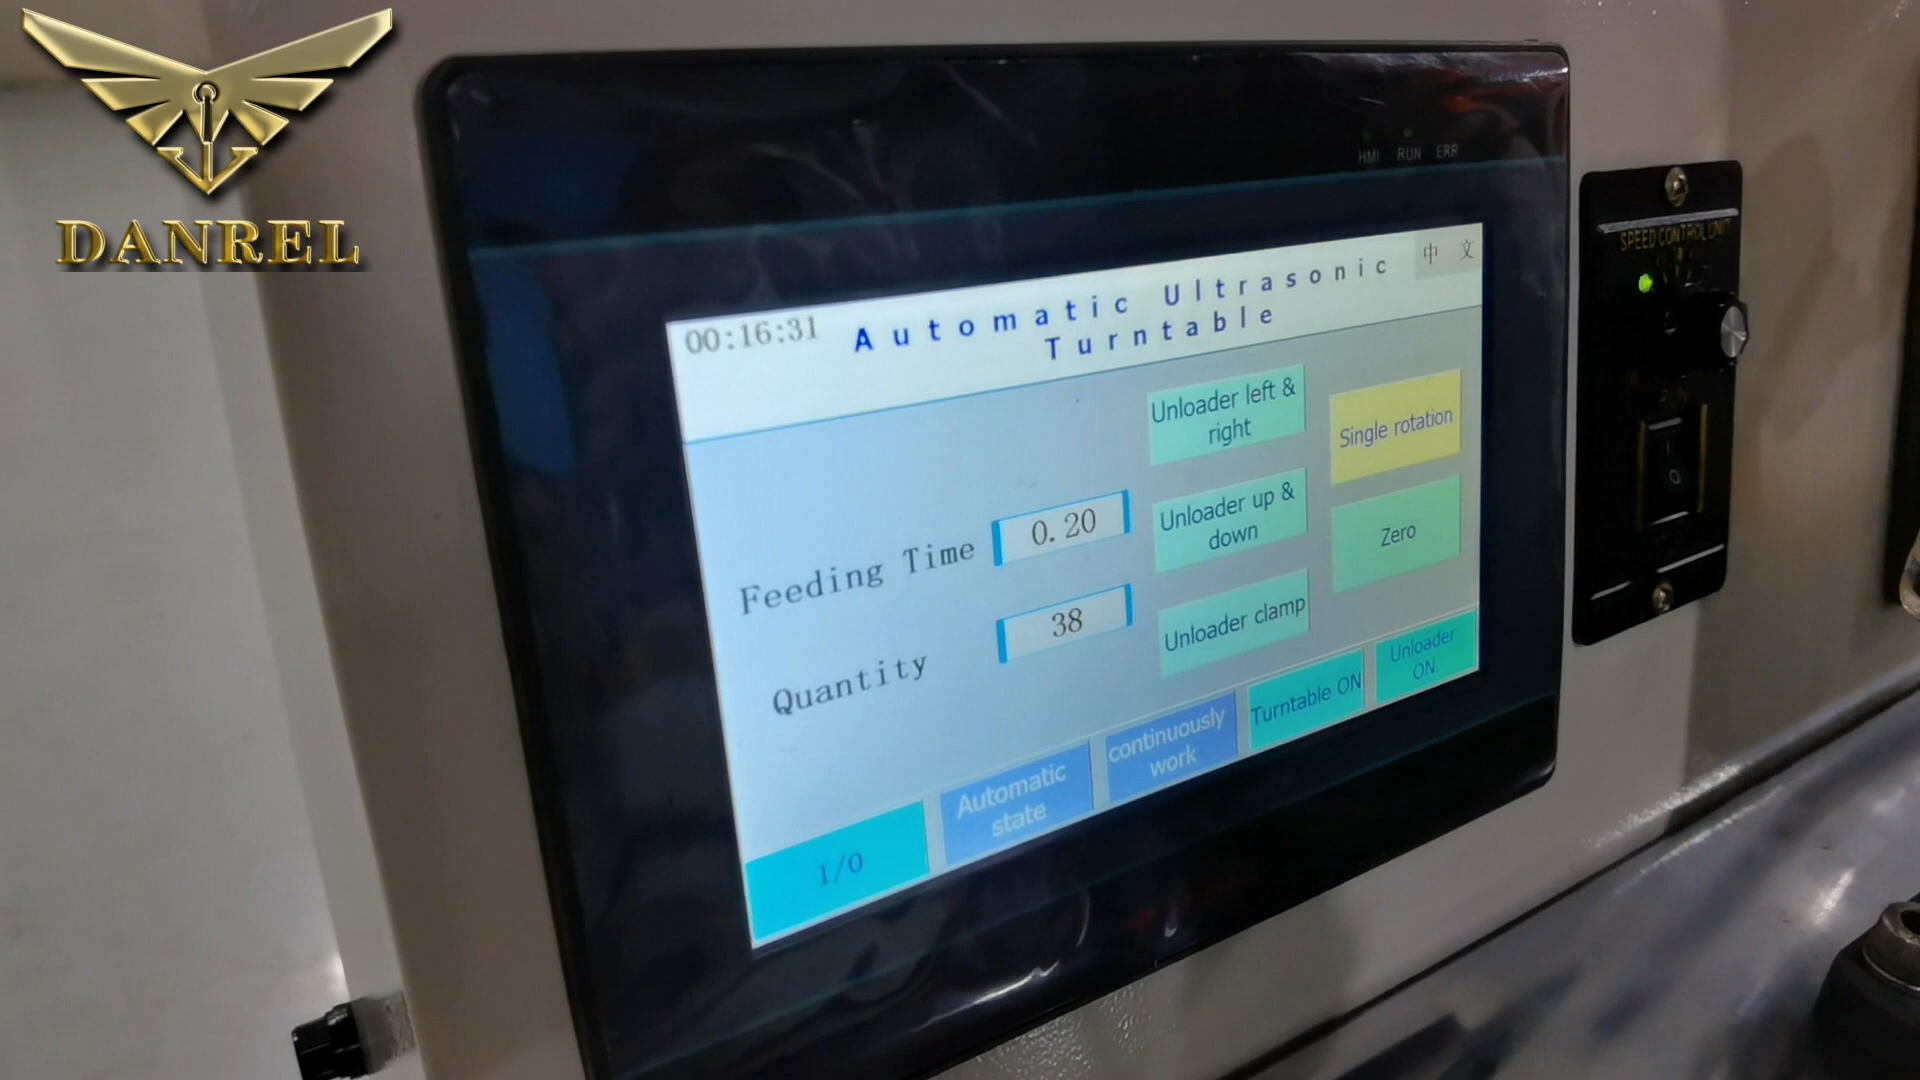 DANREL
HMI RUN ERR
SPEED CONTROL UNIT
00:16:31
Automatic Ultrasonic
Turntable
中 文
Unloader left &
right
Single rotation
Feeding Time
0.20
Unloader up &
down
Zero
Quantity
38
Unloader clamp
I/O
Automatic
state
continuously
work
Turntable ON
Unloader
ON
RUN